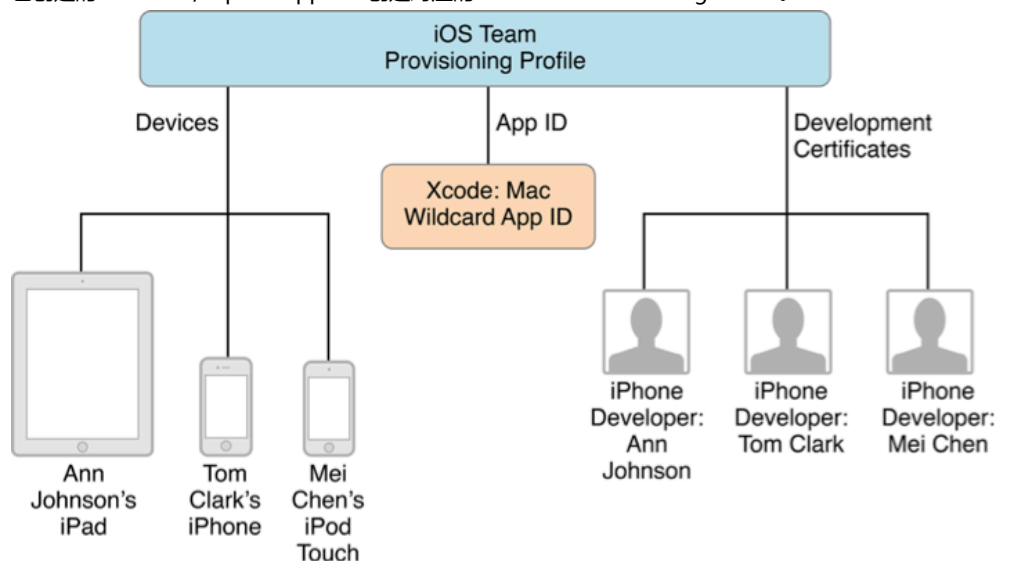 iOS Team
Provisioning Profile
Devices
App ID
Development
Certificates
Xcode: Mac
Wildcard App ID
Ann
Johnson's
iPad
Tom
Clark's
iPhone
Mei
Chen's
iPod
Touch
iPhone
Developer:
Ann
Johnson
iPhone
Developer:
Tom Clark
iPhone
Developer:
Mei Chen